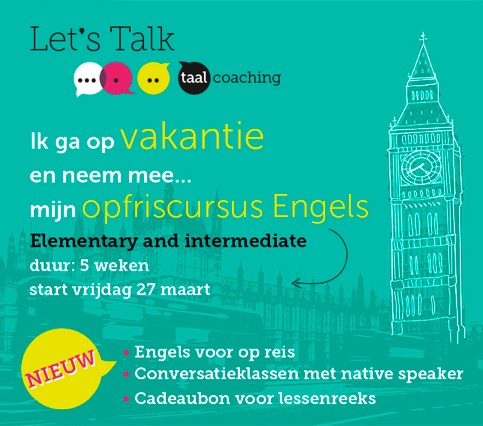 Let's Talk
taal coaching
Ik ga op vakantie
en neem mee...
mijn opfriscursus Engels
Elementary and intermediate
duur: 5 weken
start vrijdag 27 maart
NIEUW
• Engels voor op reis
• Conversatieklassen met native speaker
• Cadeaubon voor lessenreeks